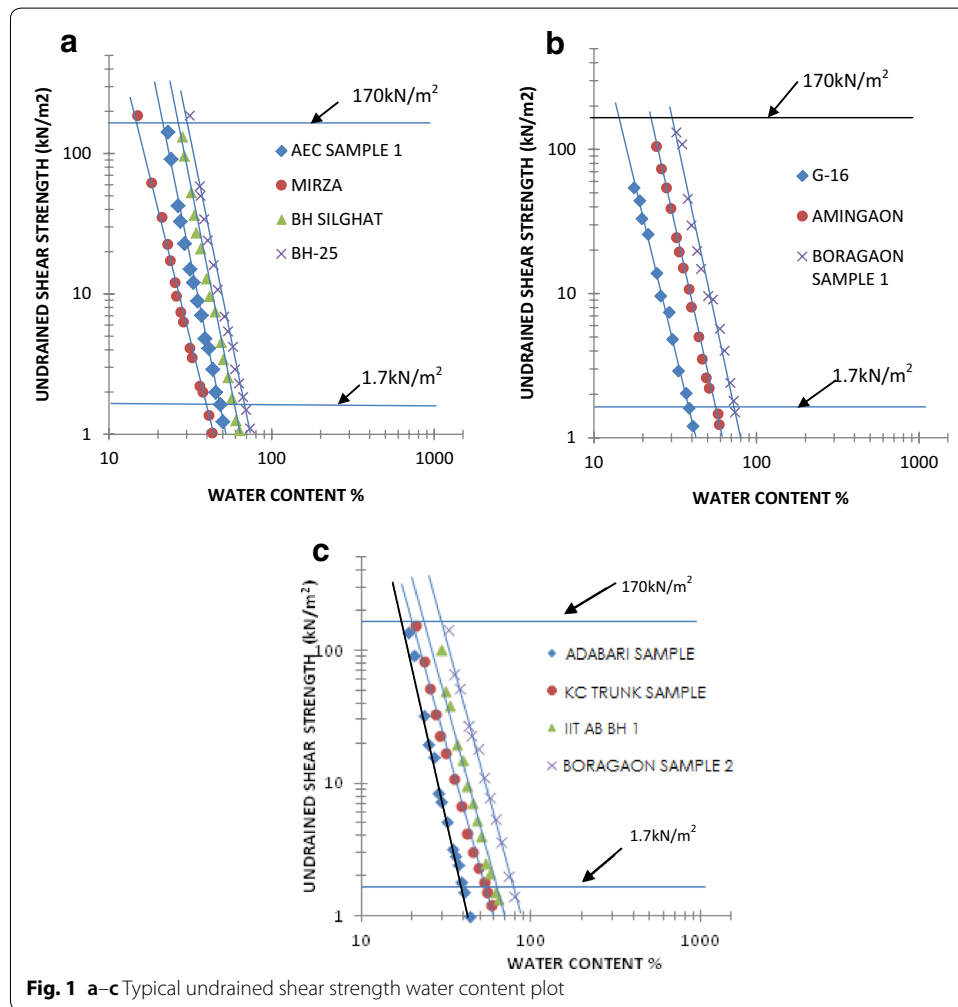 a
UNDRAINED SHEAR STRENGTH (kN/m2)
100
10
1
10
100
1000
WATER CONTENT %
170kN/m²
AEC SAMPLE 1
MIRZA
BH SILGHAT
BH-25
1.7kN/m²
b
UNDRAINED SHEAR STRENGTH (kN/m²)
100
10
1
10
100
1000
WATER CONTENT %
170kN/m²
G-16
AMINGAON
BORAGAON
SAMPLE 1
1.7kN/m²
c
UNDRAINED SHEAR STRENGTH (kN/m²)
100
10
1
10
100
1000
WATER CONTENT %
170kN/m²
ADABARI SAMPLE
KC TRUNK SAMPLE
IIT AB BH 1
BORAGAON SAMPLE 2
1.7kN/m²
Fig. 1 a–c Typical undrained shear strength water content plot